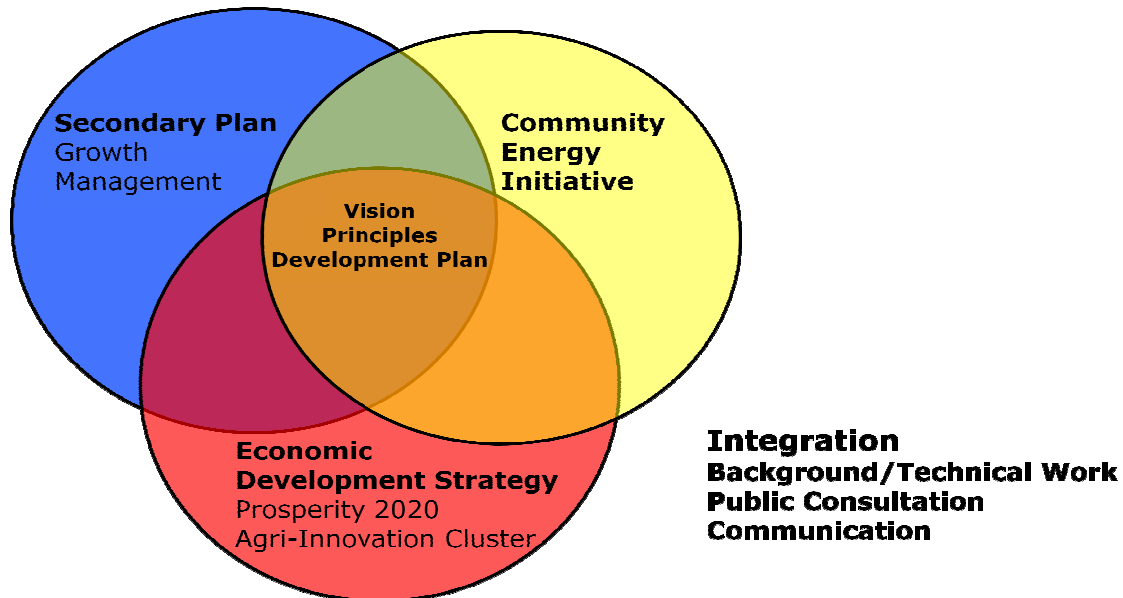 Secondary Plan
Growth
Management
Community
Energy
Initiative
Vision
Principles
Development Plan
Economic
Development Strategy
Prosperity 2020
Agri-Innovation Cluster
Integration
Background/Technical Work
Public Consultation
Communication